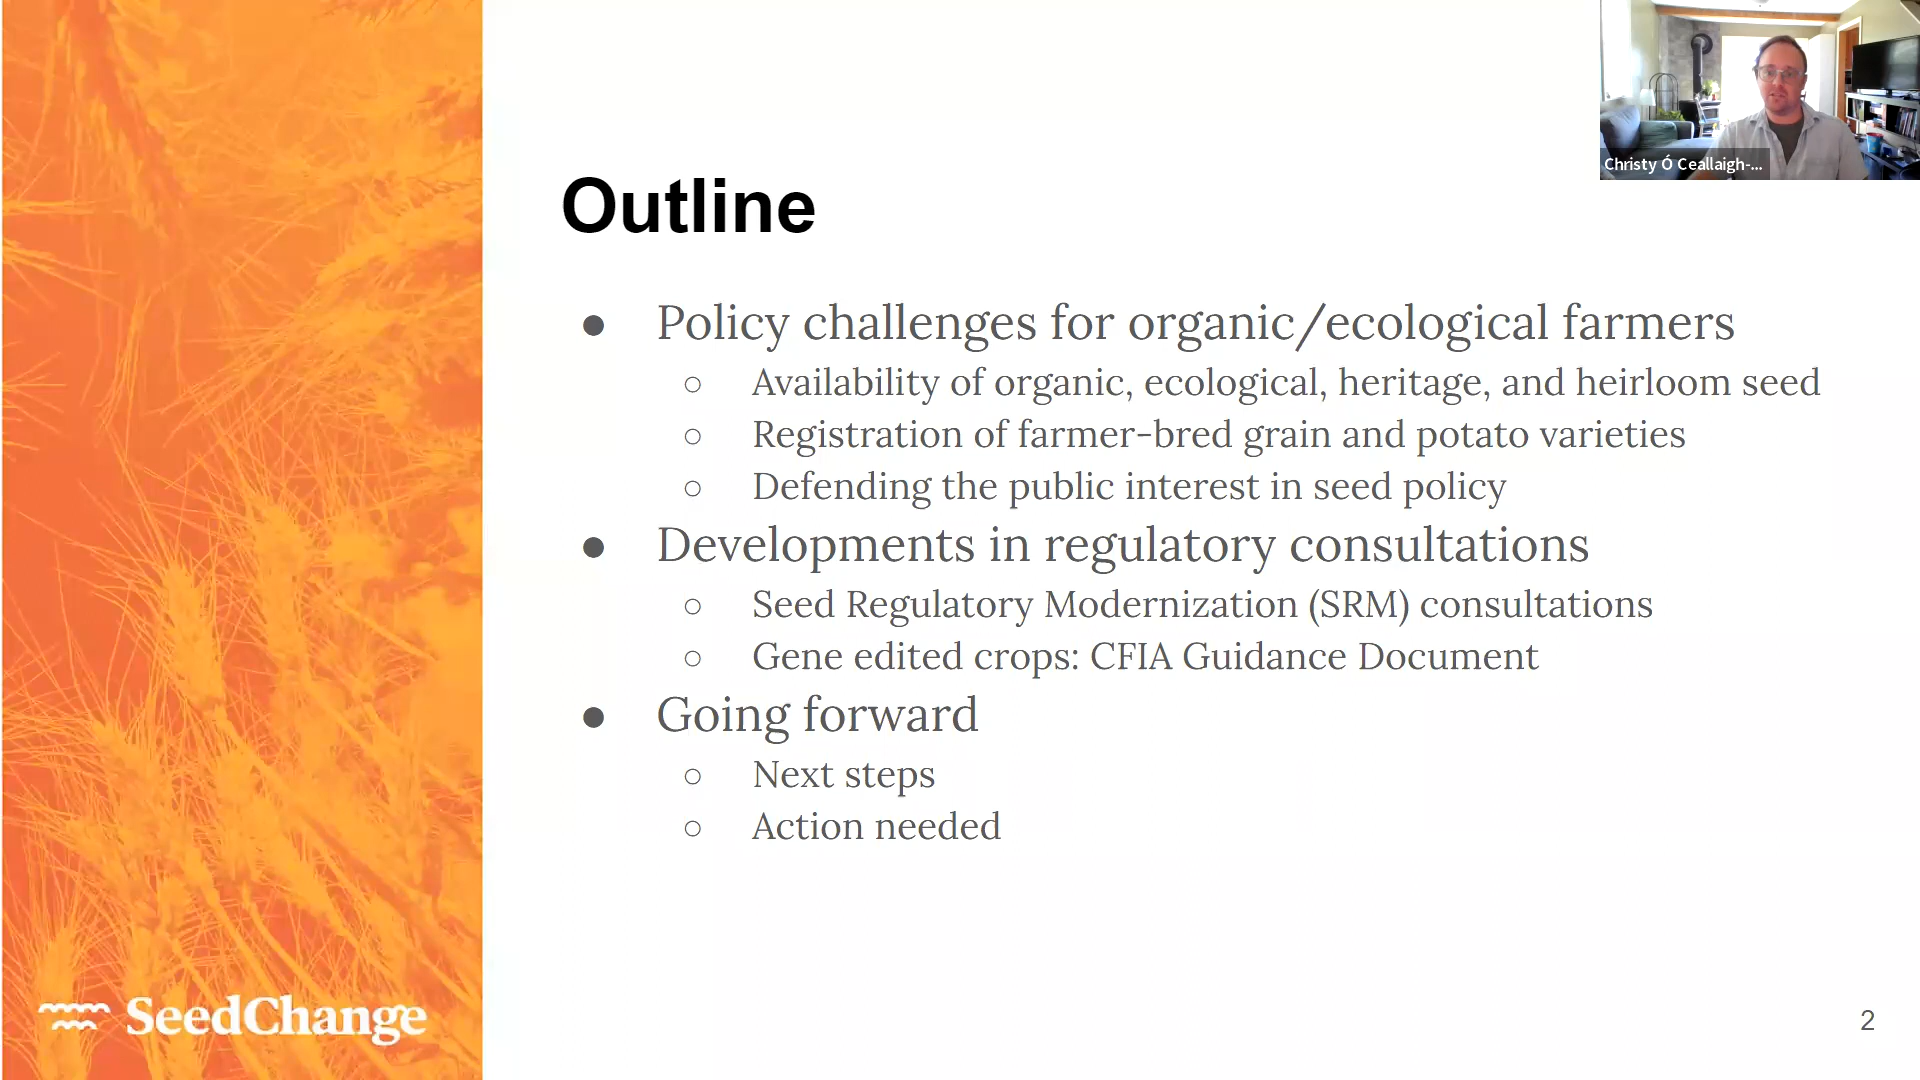 Christy Ó Ceallaigh-...
Outline
● Policy challenges for organic/ecological farmers
○ Availability of organic, ecological, heritage, and heirloom seed
○ Registration of farmer-bred grain and potato varieties
○ Defending the public interest in seed policy
● Developments in regulatory consultations
○ Seed Regulatory Modernization (SRM) consultations
○ Gene edited crops: CFIA Guidance Document
● Going forward
○ Next steps
○ Action needed
SeedChange
2